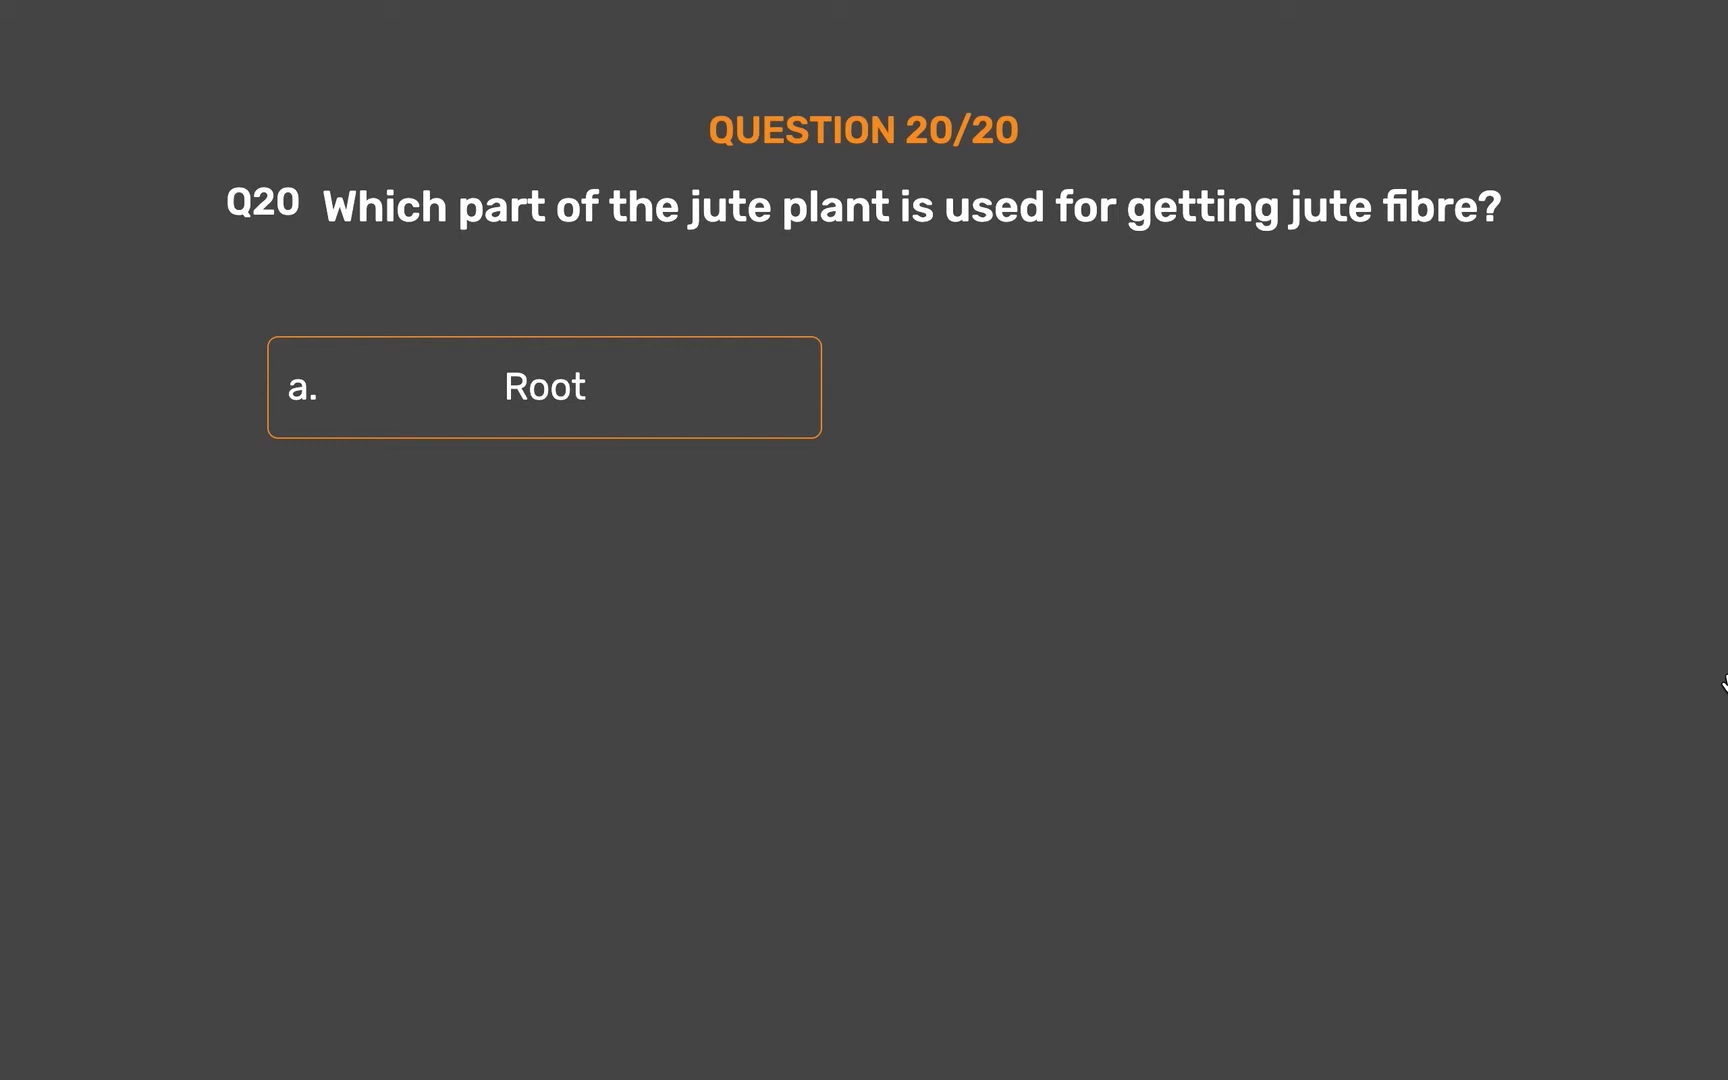 QUESTION 20/20
Q20 Which part of the jute plant is used for getting jute fibre?
a. Root